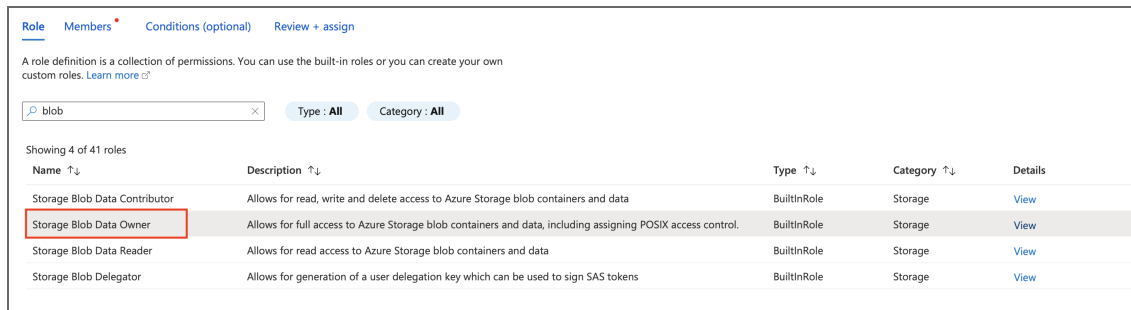 Role Members Conditions (optional) Review + assign
A role definition is a collection of permissions. You can use the built-in roles or you can create your own
custom roles. Learn more
blob Type : All Category : All
Showing 4 of 41 roles
Name ↑↓ Description ↑↓ Type ↑↓ Category ↑↓ Details
Storage Blob Data Contributor Allows for read, write and delete access to Azure Storage blob containers and data BuiltInRole Storage View
Storage Blob Data Owner Allows for full access to Azure Storage blob containers and data, including assigning POSIX access control. BuiltInRole Storage View
Storage Blob Data Reader Allows for read access to Azure Storage blob containers and data BuiltInRole Storage View
Storage Blob Delegator Allows for generation of a user delegation key which can be used to sign SAS tokens BuiltInRole Storage View